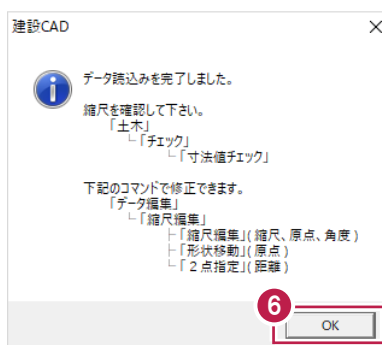 建設CAD
データ読込みを完了しました。
縮尺を確認して下さい。
「土木」
└「チェック」
└「寸法値チェック」
下記のコマンドで修正できます。
「データ編集」
└「縮尺編集」
├「縮尺編集」(縮尺、原点、角度)
├「形状移動」(原点)
└「２点指定」(距離)
6
OK